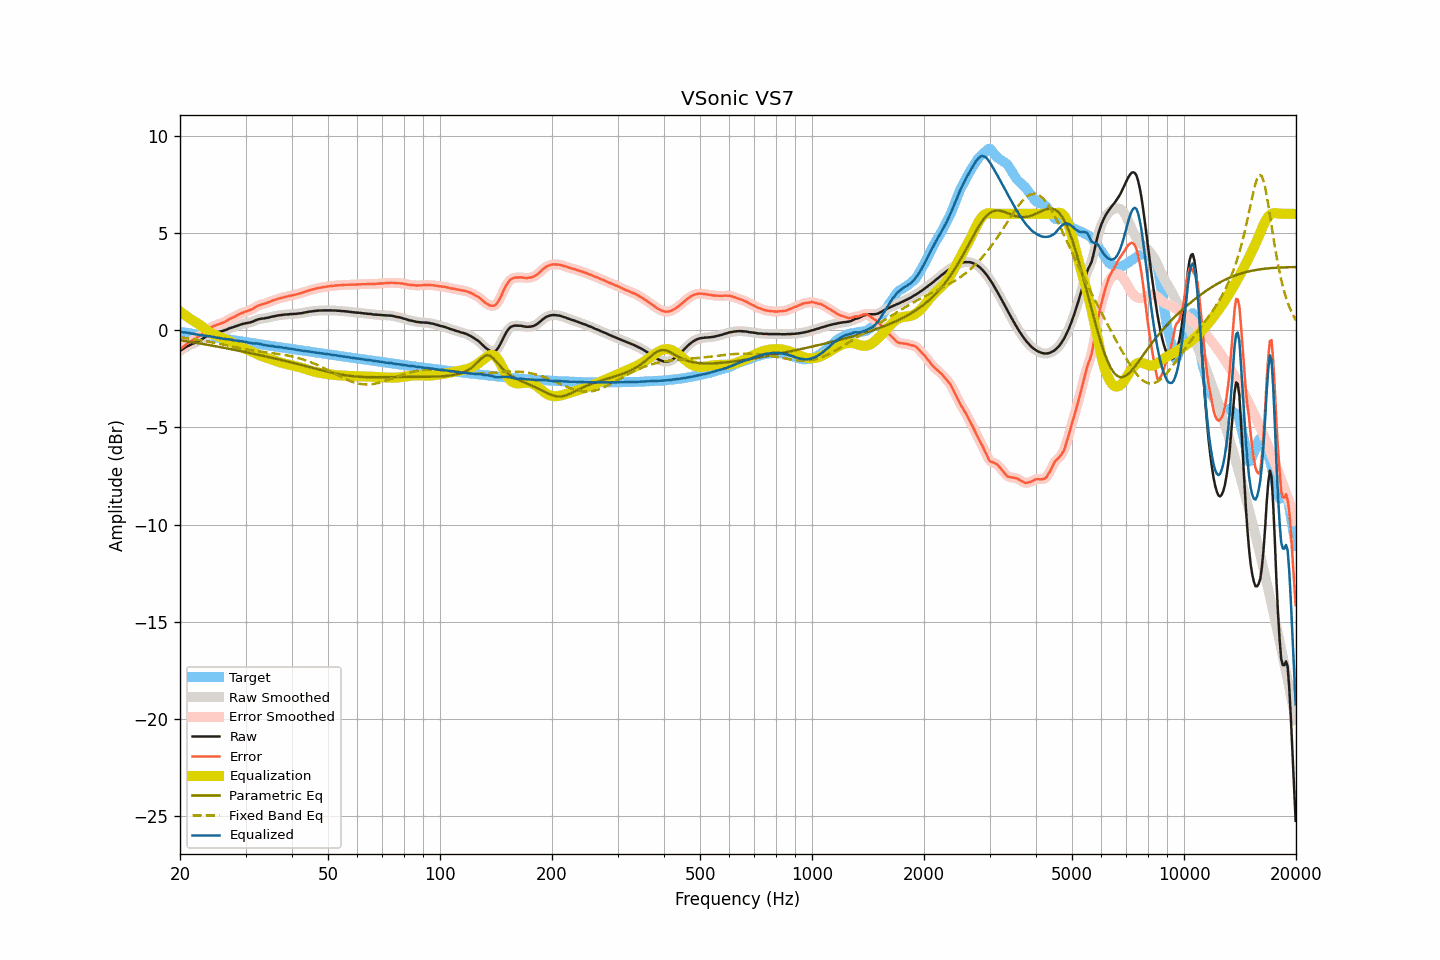 VSonic VS7
10
5
0
−5
−10
−15
−20
−25
Amplitude (dBr)
Target
Raw Smoothed
Error Smoothed
Raw
Error
Equalization
Parametric Eq
Fixed Band Eq
Equalized
20 50 100 200 500 1000 2000 5000 10000 20000
Frequency (Hz)